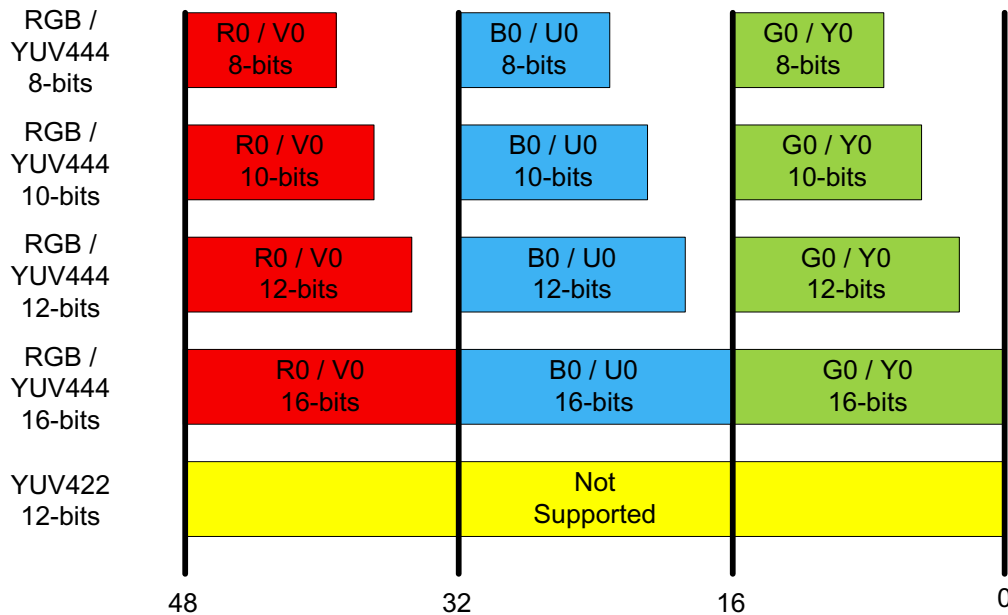 RGB /
YUV444
8-bits
R0 / V0
8-bits
B0 / U0
8-bits
G0 / Y0
8-bits
RGB /
YUV444
10-bits
R0 / V0
10-bits
B0 / U0
10-bits
G0 / Y0
10-bits
RGB /
YUV444
12-bits
R0 / V0
12-bits
B0 / U0
12-bits
G0 / Y0
12-bits
RGB /
YUV444
16-bits
R0 / V0
16-bits
B0 / U0
16-bits
G0 / Y0
16-bits
YUV422
12-bits
Not
Supported
48
32
16
0